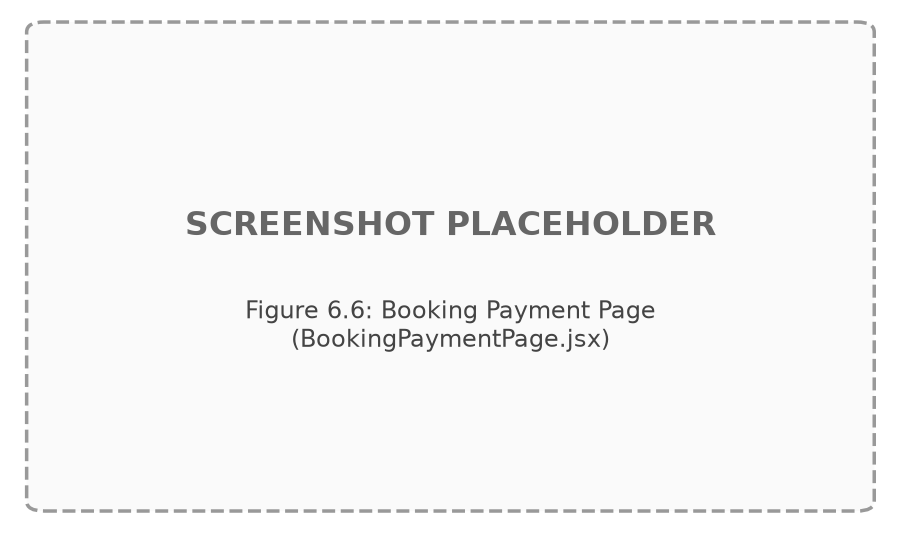 SCREENSHOT PLACEHOLDER
Figure 6.6: Booking Payment Page
(BookingPaymentPage.jsx)